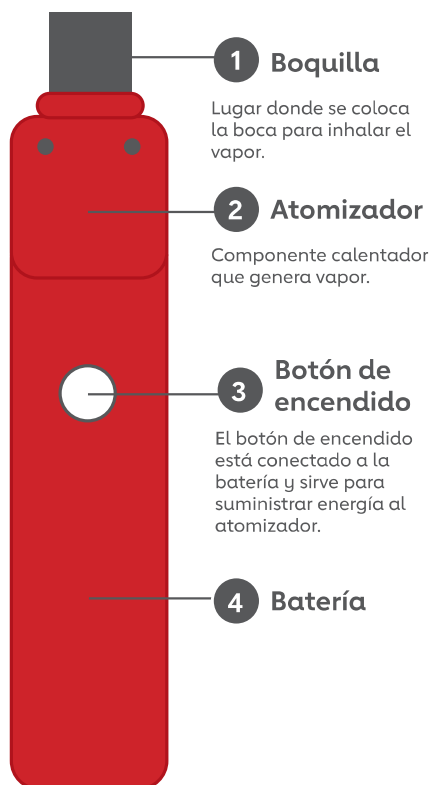 1 Boquilla
Lugar donde se coloca
la boca para inhalar el
vapor.
2 Atomizador
Componente calentador
que genera vapor.
3 Botón de
encendido
El botón de encendido
está conectado a la
batería y sirve para
suministrar energía al
atomizador.
4 Batería